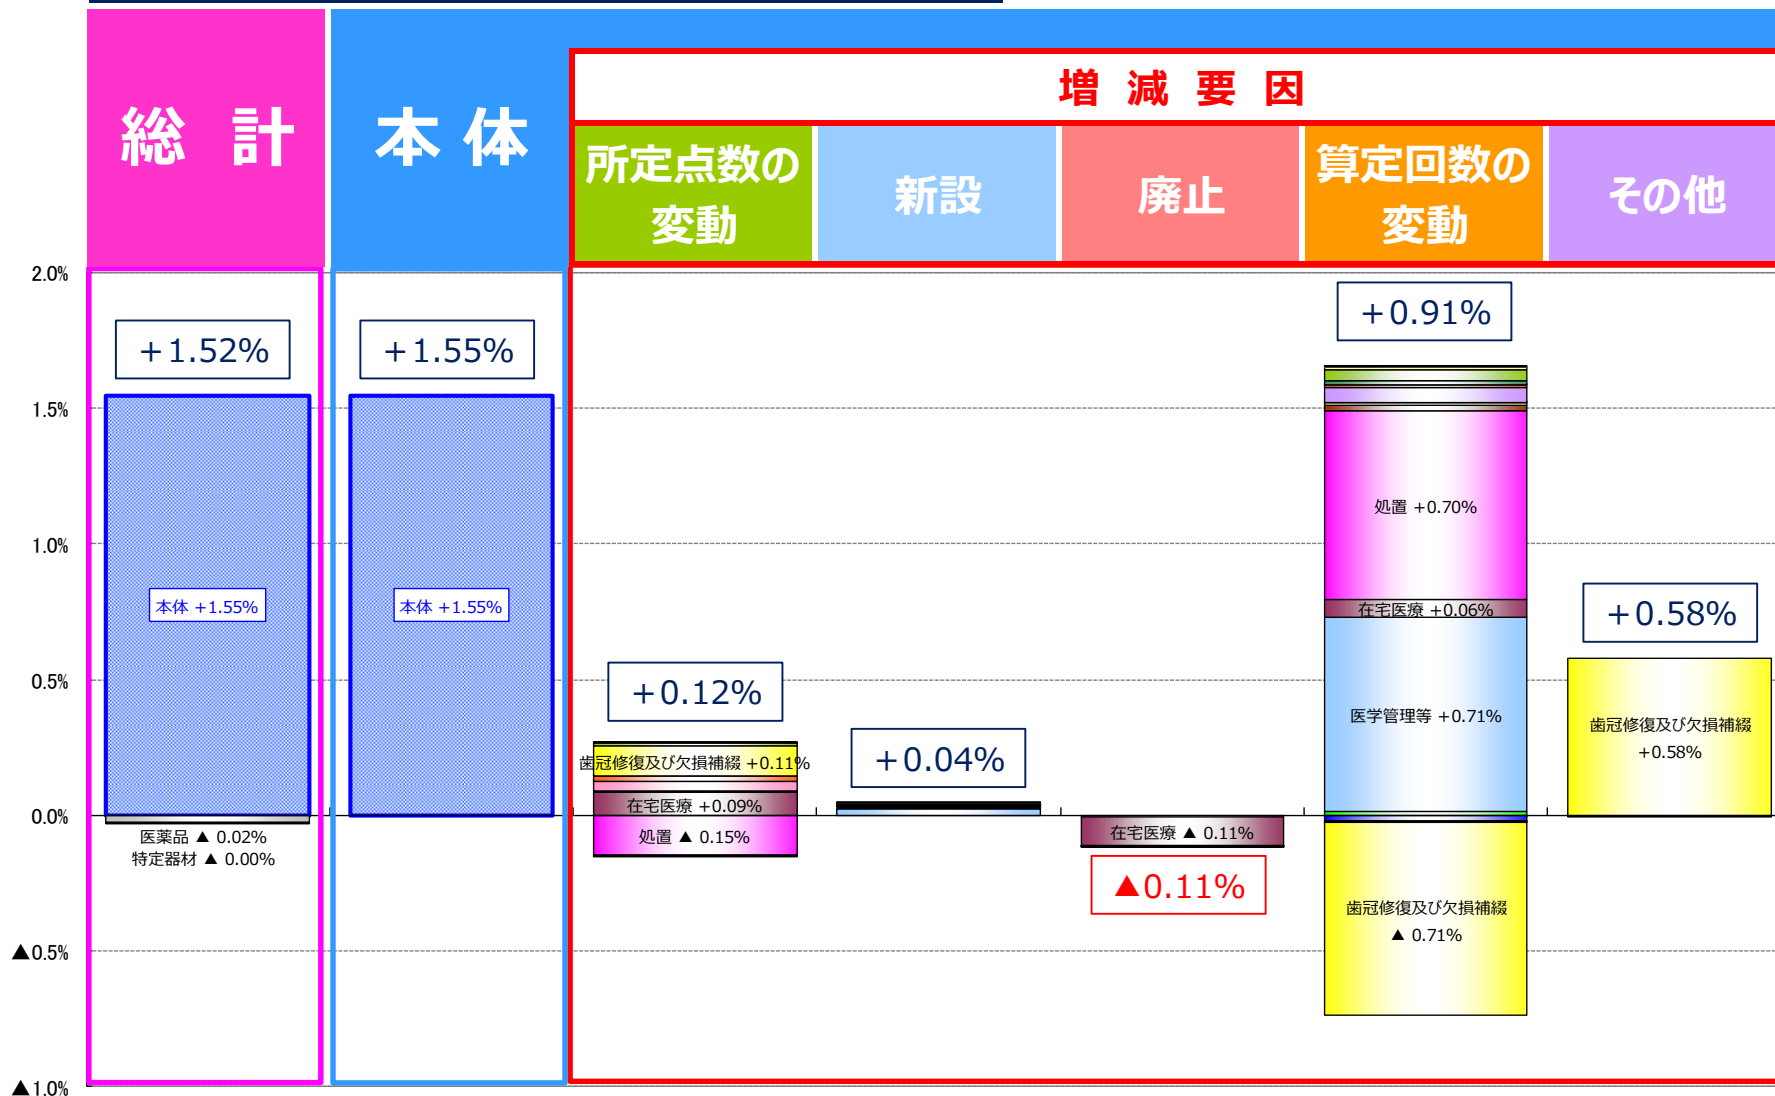 総 計
本 体
増 減 要 因
所定点数の
変動
新設
廃止
算定回数の
変動
その他
2.0%
1.5%
1.0%
0.5%
0.0%
▲0.5%
▲1.0%
+1.52%
本体 +1.55%
医薬品 ▲ 0.02%
特定器材 ▲ 0.00%
+1.55%
本体 +1.55%
+0.12%
歯冠修復及び欠損補綴 +0.11%
在宅医療 +0.09%
処置 ▲ 0.15%
+0.04%
在宅医療 ▲ 0.11%
▲0.11%
+0.91%
処置 +0.70%
在宅医療 +0.06%
医学管理等 +0.71%
歯冠修復及び欠損補綴
▲ 0.71%
+0.58%
歯冠修復及び欠損補綴
+0.58%